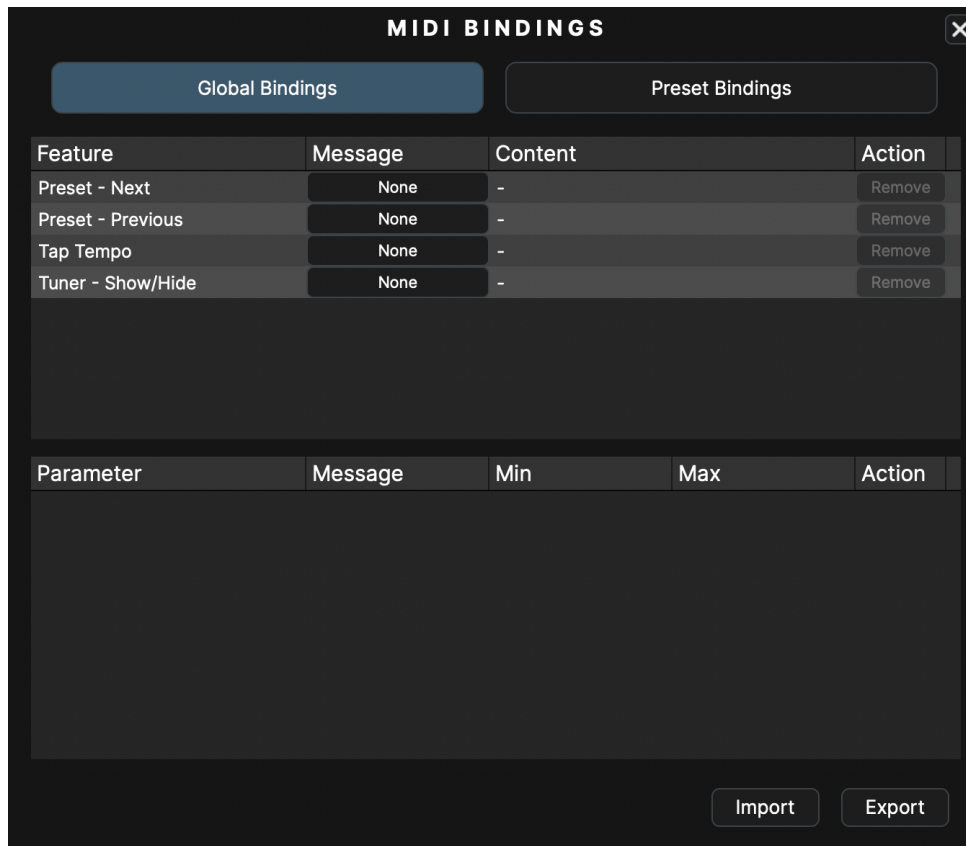 MIDI BINDINGS
Global Bindings Preset Bindings
Feature Message Content Action
Preset - Next None - Remove
Preset - Previous None - Remove
Tap Tempo None - Remove
Tuner - Show/Hide None - Remove
Parameter Message Min Max Action
Import Export